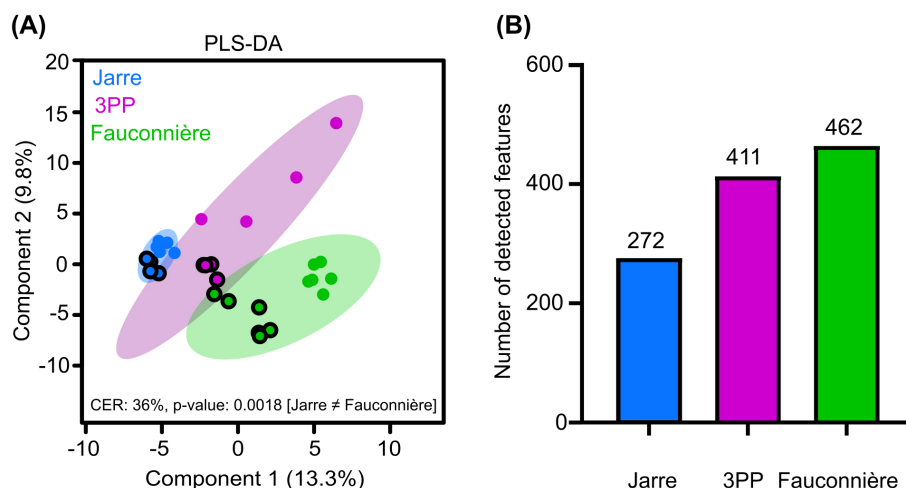 (A)
PLS-DA
20
15
10
5
0
-5
-10
Component 2 (9.8%)
Jarre
3PP
Fauconnière
CER: 36%, p-value: 0.0018 [Jarre ≠ Fauconnière]
-10 -5 0 5 10
Component 1 (13.3%)
(B)
600
400
200
0
Number of detected features
272
411
462
Jarre 3PP Fauconnière